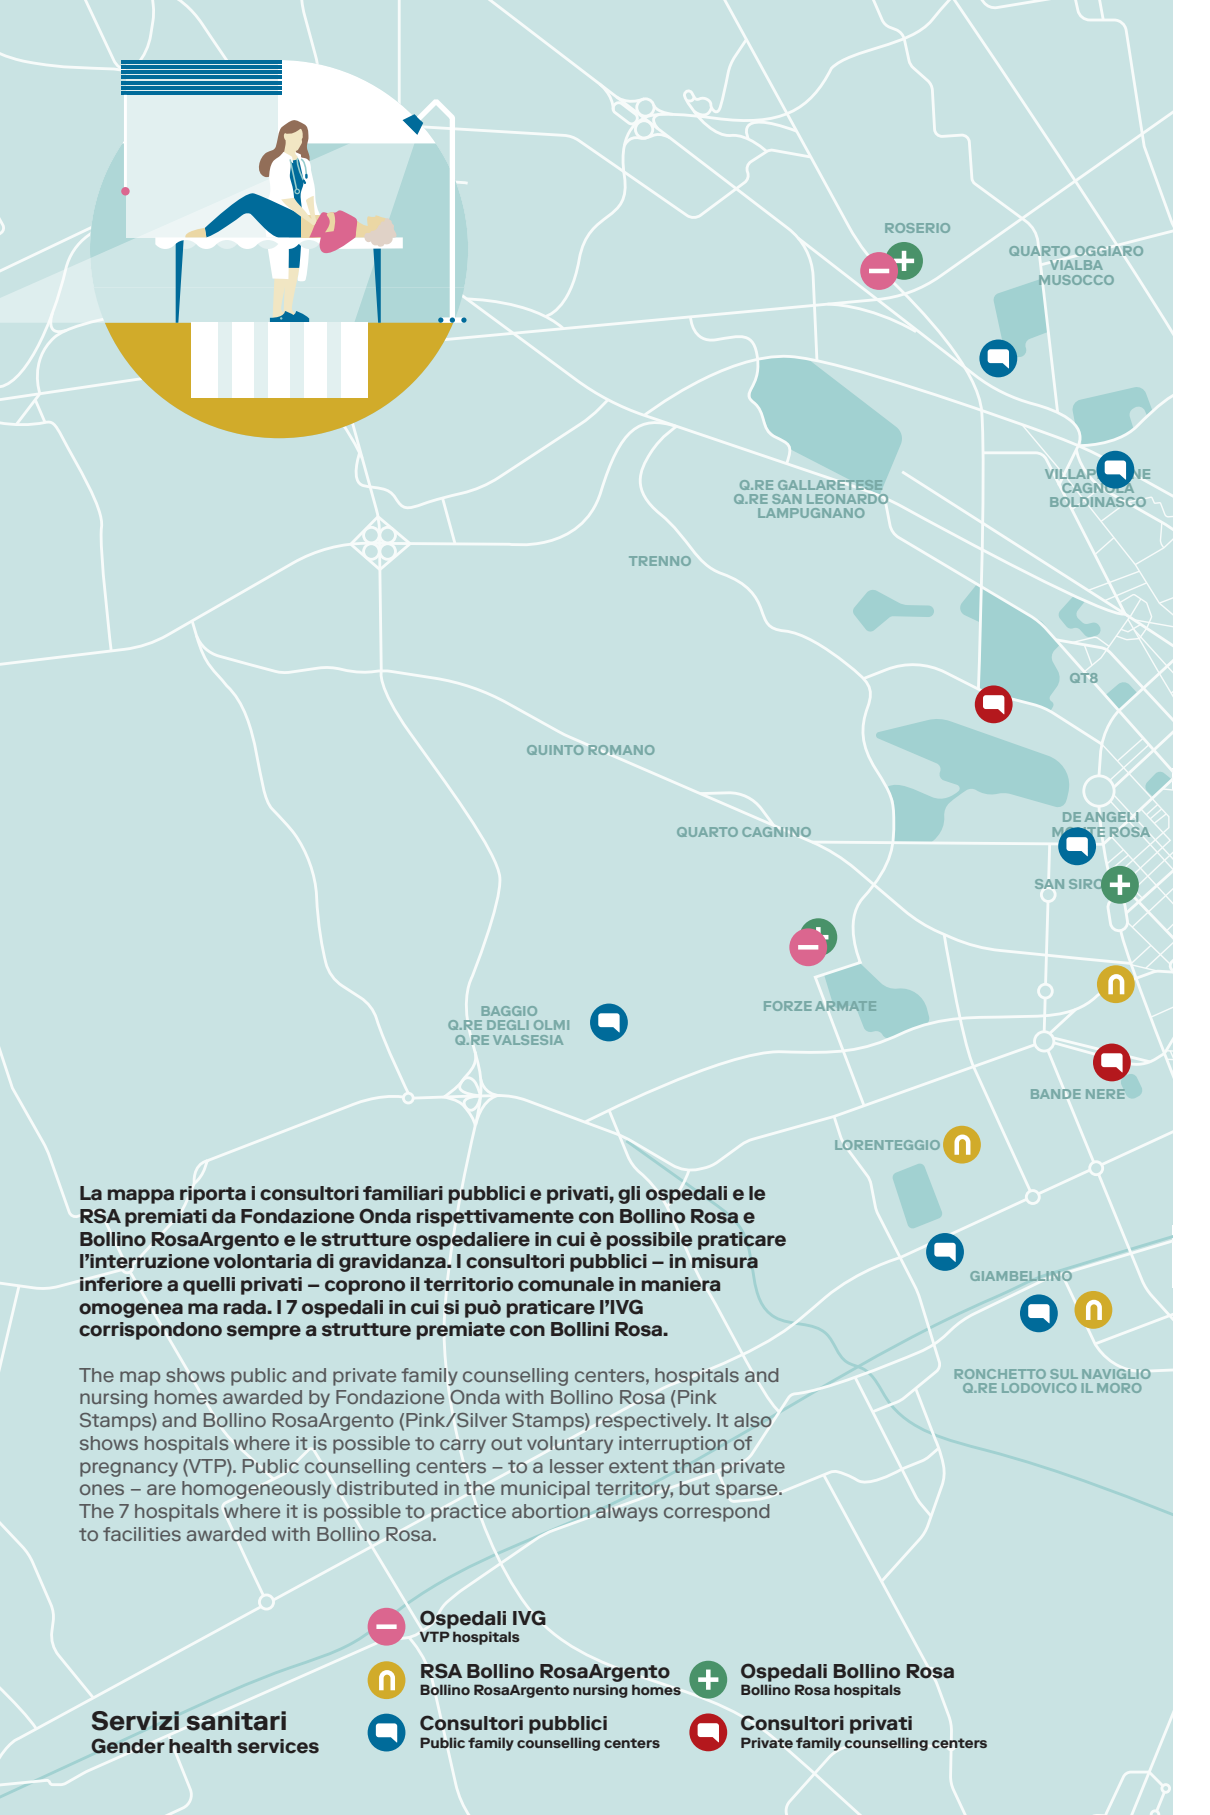 ROSERIO
QUARTO OGGIARO
VIALBA
MUSOCCO
CAGNOLA
BOLDINASCO
Q.RE GALLARETESE
Q.RE SAN LEONARDO
LAMPUGNANO
TRENNO
QT8
QUINTO ROMANO
QUARTO CAGNINO
DE ANGELI
ROSA
SAN SIRO
FORZE ARMATE
BAGGIO
Q.RE DEGLI OLMI
Q.RE VALSESIA
BANDE NERE
LORENTEGGIO
GIAMBELLINO
RONCHETTO SUL NAVIGLIO
Q.RE LODOVICO IL MORO
La mappa riporta i consultori familiari pubblici e privati, gli ospedali e le
RSA premiati da Fondazione Onda rispettivamente con Bollino Rosa e
Bollino RosaArgento e le strutture ospedaliere in cui è possibile praticare
l’interruzione volontaria di gravidanza. I consultori pubblici – in misura
inferiore a quelli privati – coprono il territorio comunale in maniera
omogenea ma rada. I 7 ospedali in cui si può praticare l’IVG
corrispondono sempre a strutture premiate con Bollini Rosa.
The map shows public and private family counselling centers, hospitals and
nursing homes awarded by Fondazione Onda with Bollino Rosa (Pink
Stamps) and Bollino RosaArgento (Pink/Silver Stamps) respectively. It also
shows hospitals where it is possible to carry out voluntary interruption of
pregnancy (VTP). Public counselling centers – to a lesser extent than private
ones – are homogeneously distributed in the municipal territory, but sparse.
The 7 hospitals where it is possible to practice abortion always correspond
to facilities awarded with Bollino Rosa.
Servizi sanitari
Gender health services
Ospedali IVG
VTP hospitals
RSA Bollino RosaArgento
Bollino RosaArgento nursing homes
Ospedali Bollino Rosa
Bollino Rosa hospitals
Consultori pubblici
Public family counselling centers
Consultori privati
Private family counselling centers